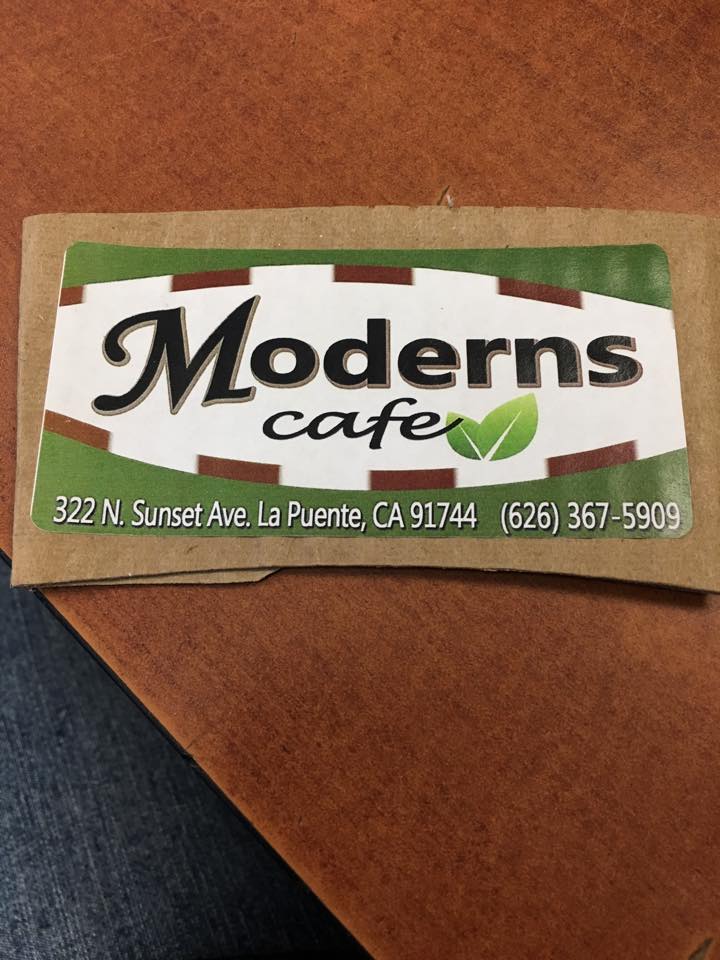 Moderns
cafe
322 N. Sunset Ave. La Puente, CA 91744 (626) 367-5909